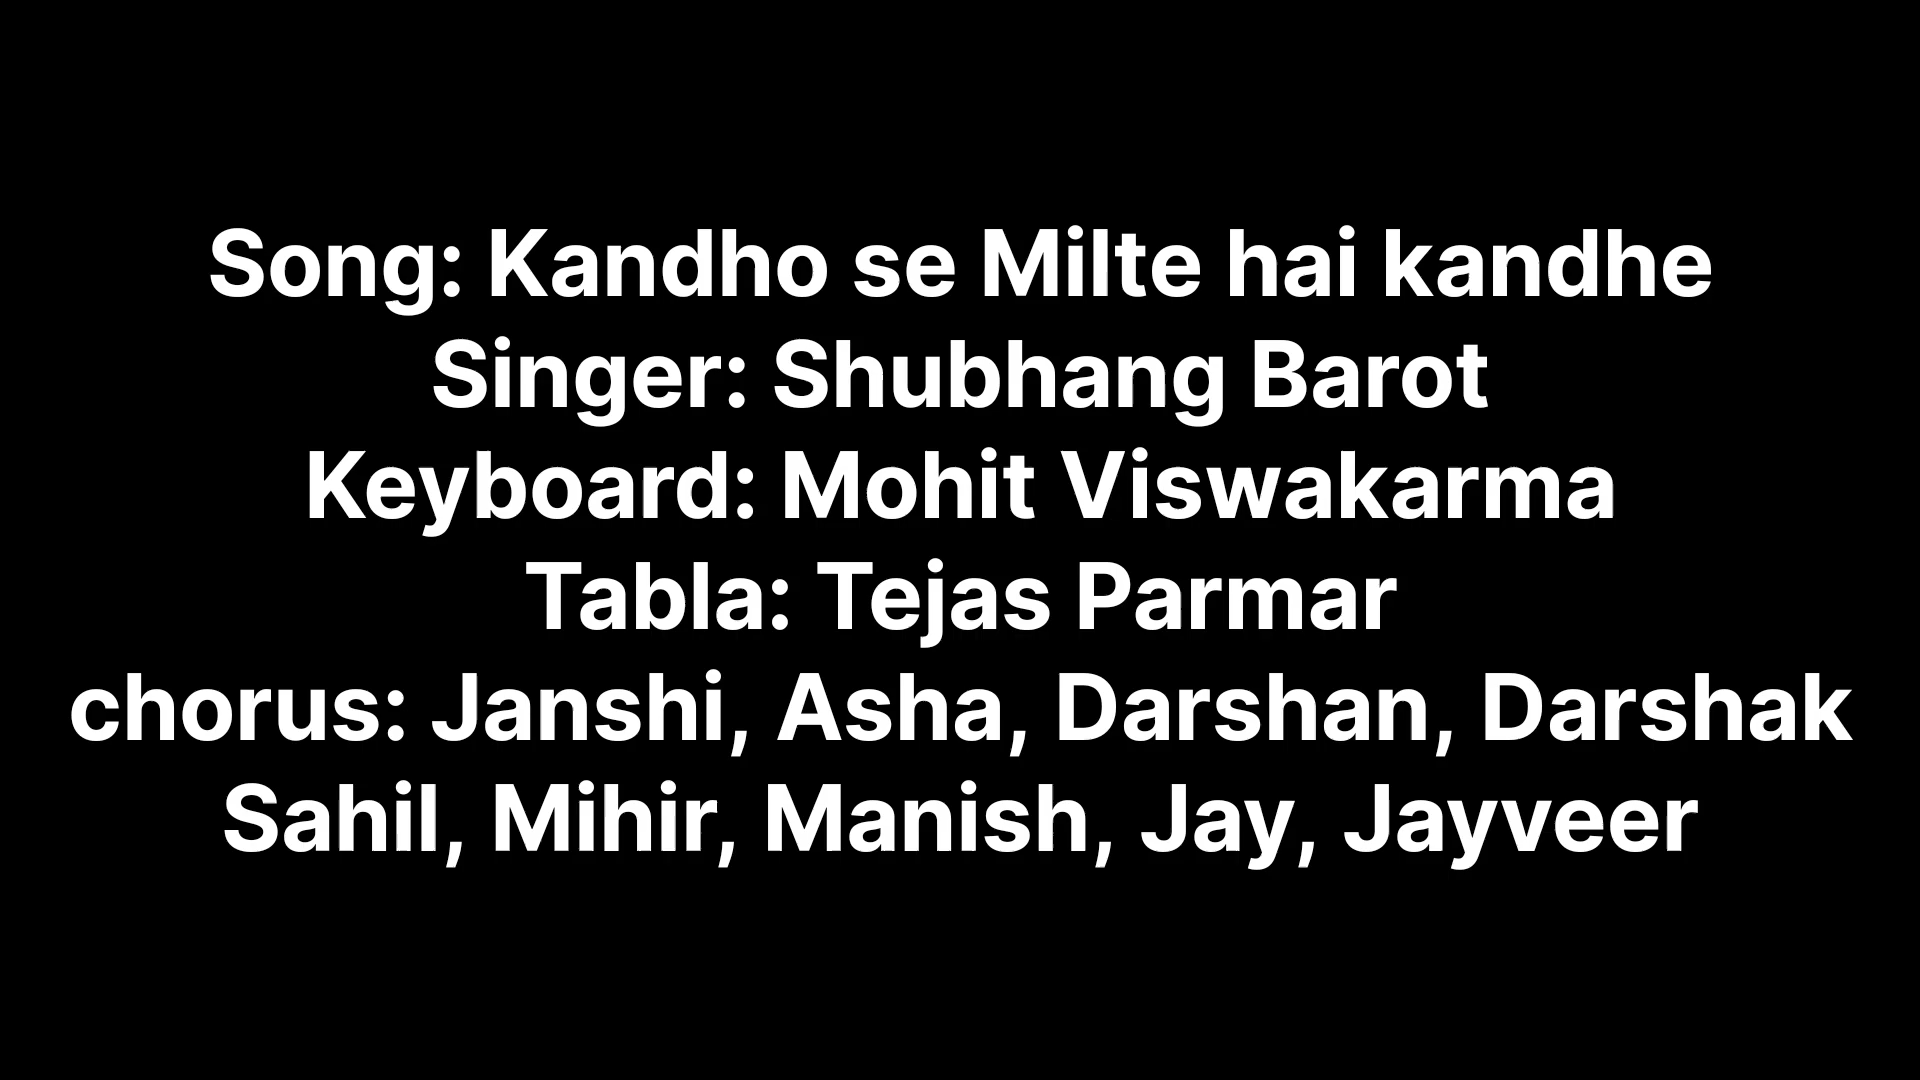 Song: Kandho se Milte hai kandhe
Singer: Shubhang Barot
Keyboard: Mohit Viswakarma
Tabla: Tejas Parmar
chorus: Janshi, Asha, Darshan, Darshak
Sahil, Mihir, Manish, Jay, Jayveer